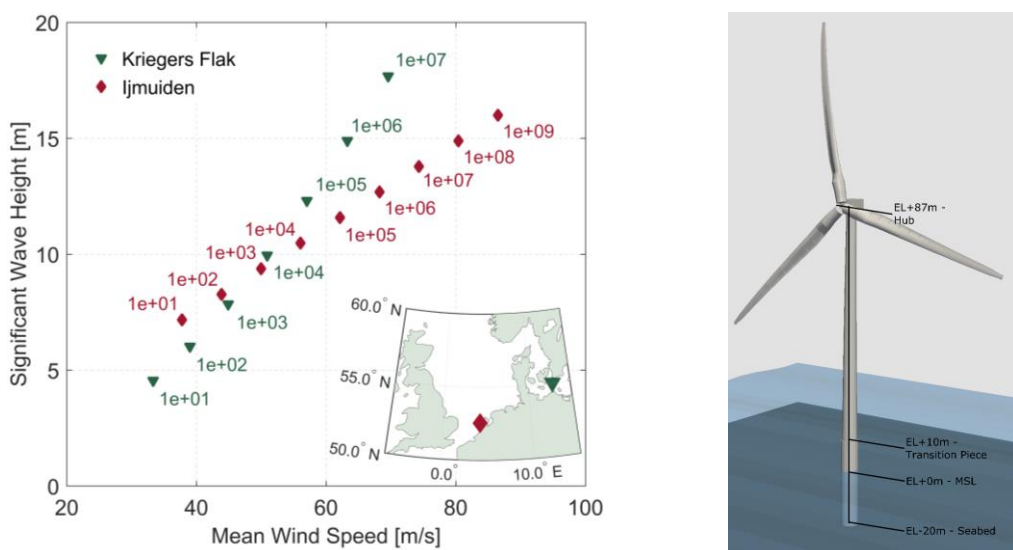 20
15
10
5
0
Significant Wave Height [m]
Kriegers Flak
Ijmuiden
1e+07
1e+06
1e+09
1e+08
1e+05
1e+07
1e+06
1e+04
1e+05
1e+03
1e+04
1e+02
1e+01
1e+03
1e+02
1e+01
60.0° N
55.0° N
50.0° N
0.0°
10.0° E
20
40
60
80
100
Mean Wind Speed [m/s]
EL+87m -
Hub
EL+10m -
Transition Piece
EL+0m - MSL
EL-20m - Seabed